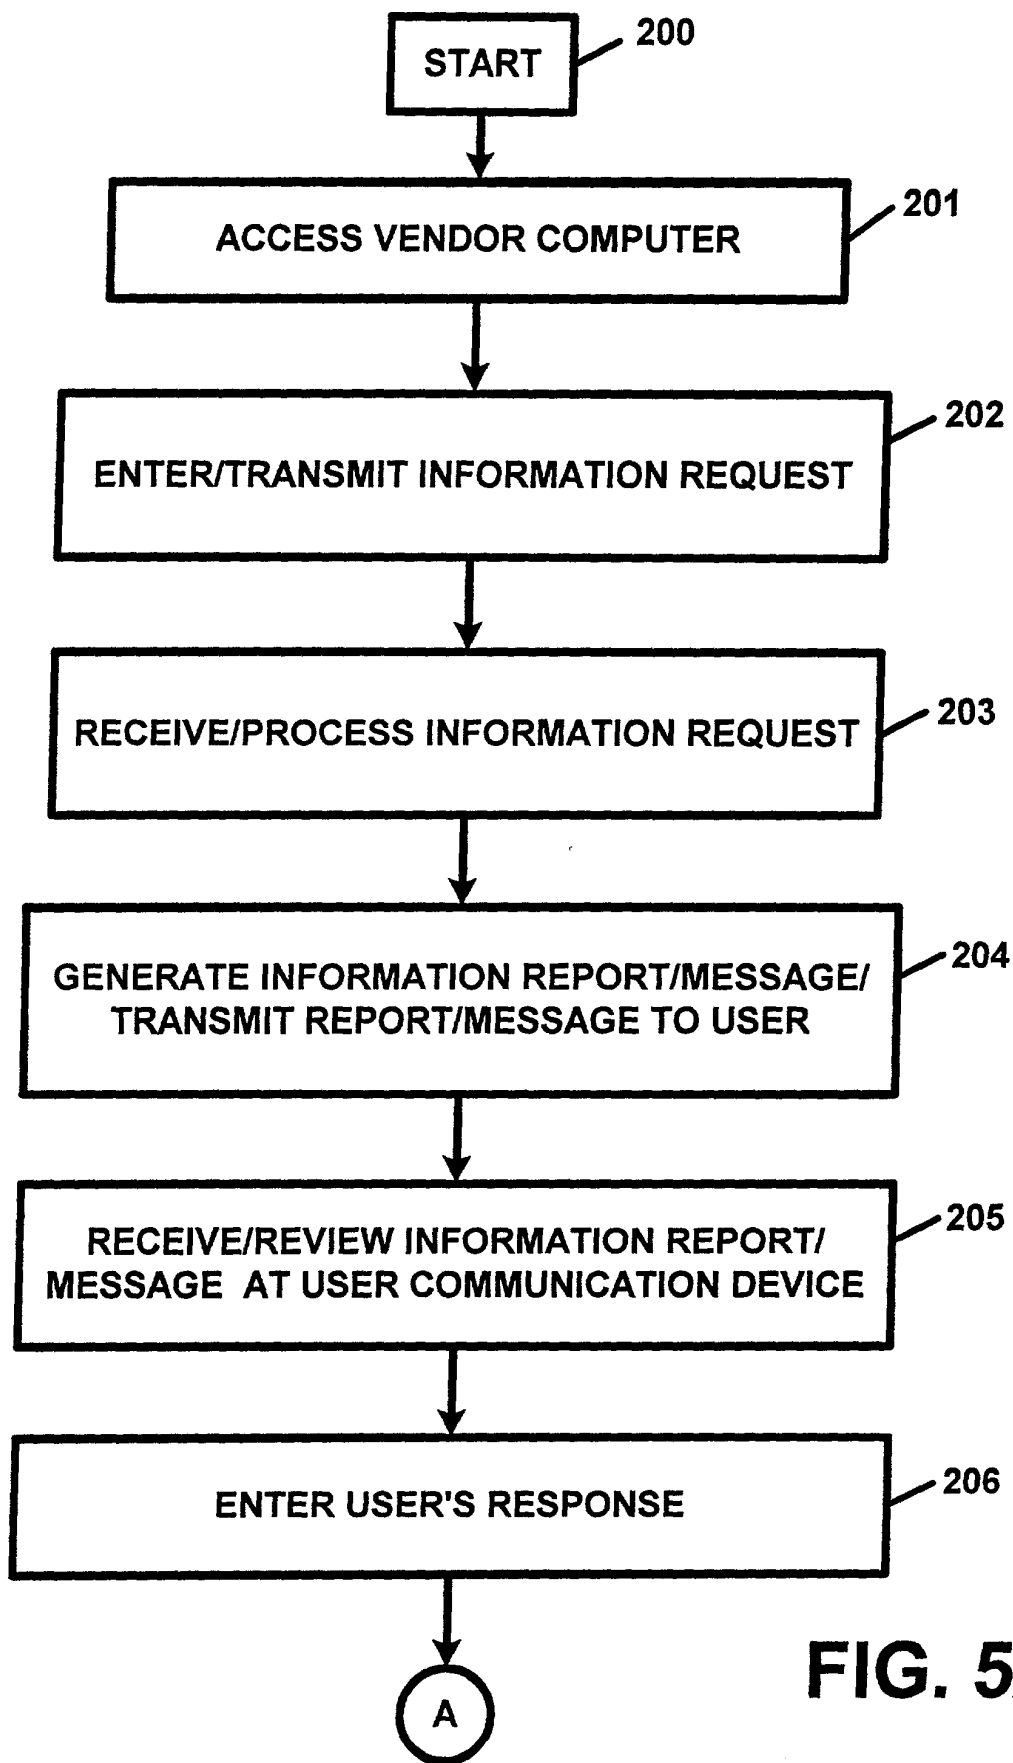 START
200
ACCESS VENDOR COMPUTER
201
ENTER/TRANSMIT INFORMATION REQUEST
202
RECEIVE/PROCESS INFORMATION REQUEST
203
GENERATE INFORMATION REPORT/MESSAGE/
TRANSMIT REPORT/MESSAGE TO USER
204
RECEIVE/REVIEW INFORMATION REPORT/
MESSAGE AT USER COMMUNICATION DEVICE
205
ENTER USER'S RESPONSE
206
A
FIG. 5